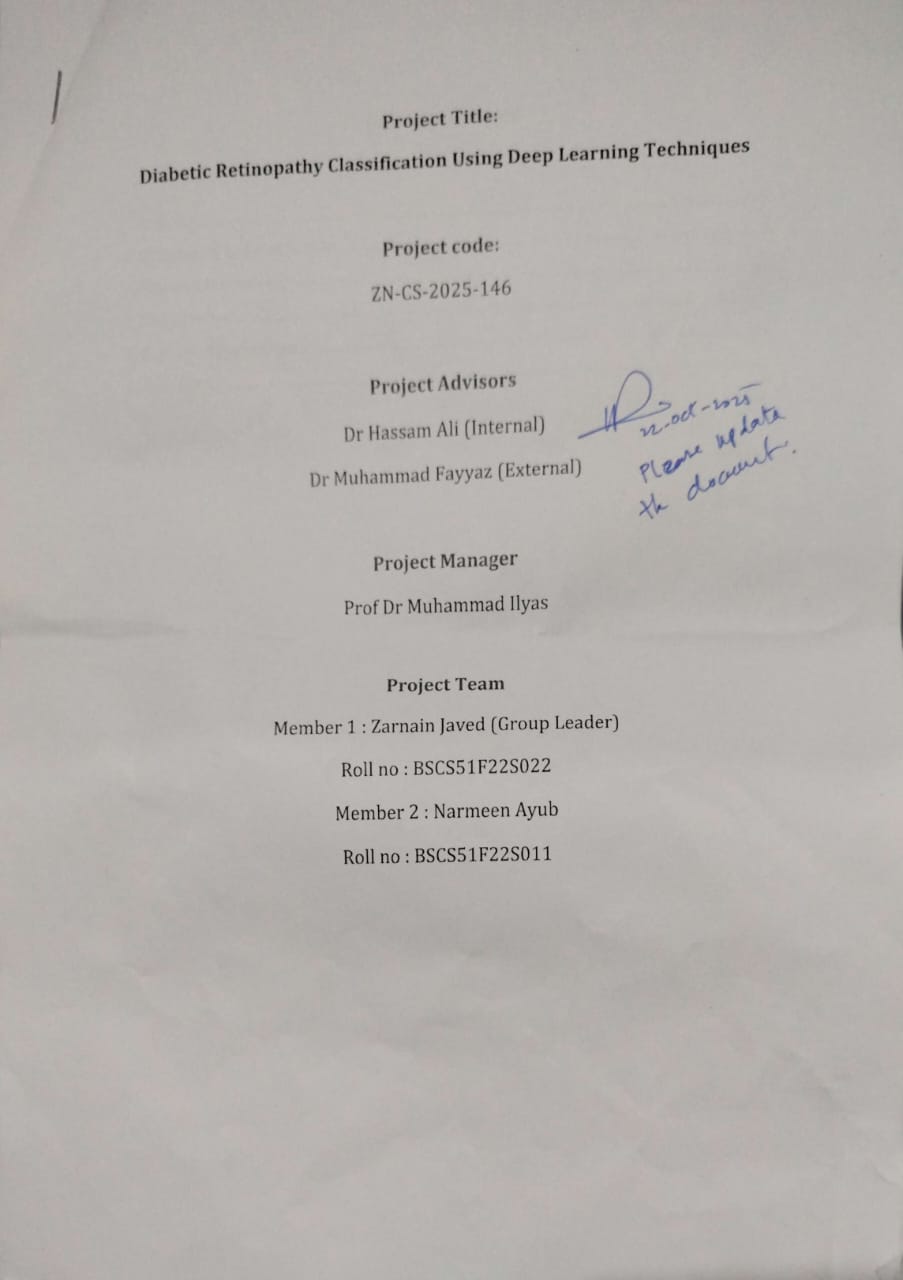 Project Title:
Diabetic Retinopathy Classification Using Deep Learning Techniques
Project code:
ZN-CS-2025-146
Project Advisors
Dr Hassam Ali (Internal)
Dr Muhammad Fayyaz (External)
22-Oct-2025
Please update
the document.
Project Manager
Prof Dr Muhammad Ilyas
Project Team
Member 1 : Zarnain Javed (Group Leader)
Roll no : BSCS51F22S022
Member 2 : Narmeen Ayub
Roll no : BSCS51F22S011